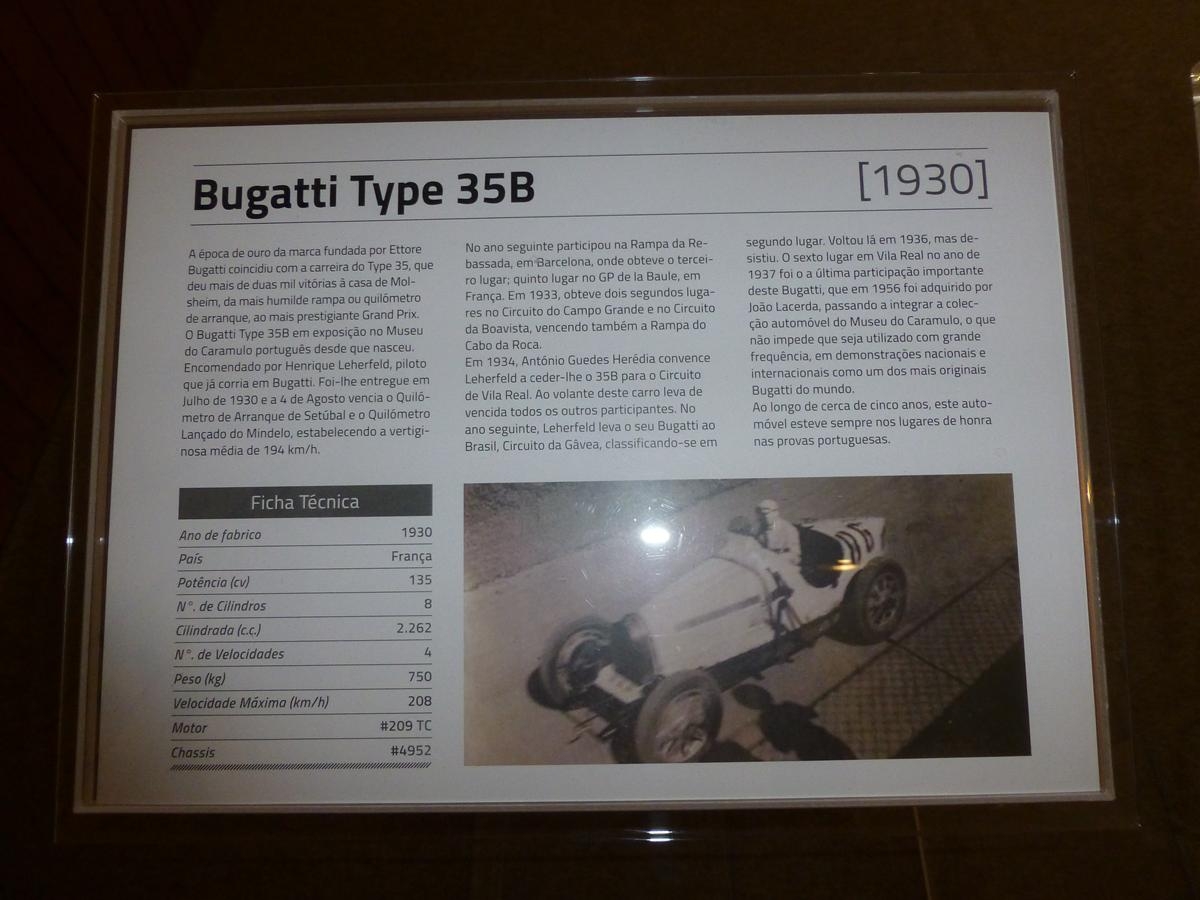 Bugatti Type 35B
[1930]
A época de ouro da marca fundada por Ettore
Bugatti coincidiu com a carreira do Type 35, que
deu mais de duas mil vitórias à casa de Mol-
sheim, da mais humilde rampa ou quilómetro
de arranque, ao mais prestigiante Grand Prix.
O Bugatti Type 35B em exposição no Museu
do Caramulo português desde que nasceu.
Encomendado por Henrique Leherfeld, piloto
que já corria em Bugatti. Foi-lhe entregue em
Julho de 1930 e a 4 de Agosto vencia o Quiló-
metro de Arranque de Setúbal e o Quilómetro
Lançado do Mindelo, estabelecendo a vertigi-
nosa média de 194 km/h.
No ano seguinte participou na Rampa da Re-
bassada, em Barcelona, onde obteve o tercei-
ro lugar; quinto lugar no GP de la Baule, em
França. Em 1933, obteve dois segundos luga-
res no Circuito do Campo Grande e no Circuito
da Boavista, vencendo também a Rampa do
Cabo da Roca.
Em 1934, António Guedes Herédia convence
Leherfeld a ceder-lhe o 35B para o Circuito
de Vila Real. Ao volante deste carro leva de
vencida todos os outros participantes. No
ano seguinte, Leherfeld leva o seu Bugatti ao
Brasil, Circuito da Gâvea, classificando-se em
segundo lugar. Voltou lá em 1936, mas de-
sistiu. O sexto lugar em Vila Real no ano de
1937 foi o a última participação importante
deste Bugatti, que em 1956 foi adquirido por
João Lacerda, passando a integrar a colec-
ção automóvel do Museu do Caramulo, o que
não impede que seja utilizado com grande
frequência, em demonstrações nacionais e
internacionais como um dos mais originais
Bugatti do mundo.
Ao longo de cerca de cinco anos, este auto-
móvel esteve sempre nos lugares de honra
nas provas portuguesas.
Ficha Técnica
Ano de fabrico 1930
País França
Potência (cv) 135
N°. de Cilindros 8
Cilindrada (c.c.) 2.262
N°. de Velocidades 4
Peso (kg) 750
Velocidade Máxima (km/h) 208
Motor #209 TC
Chassis #4952